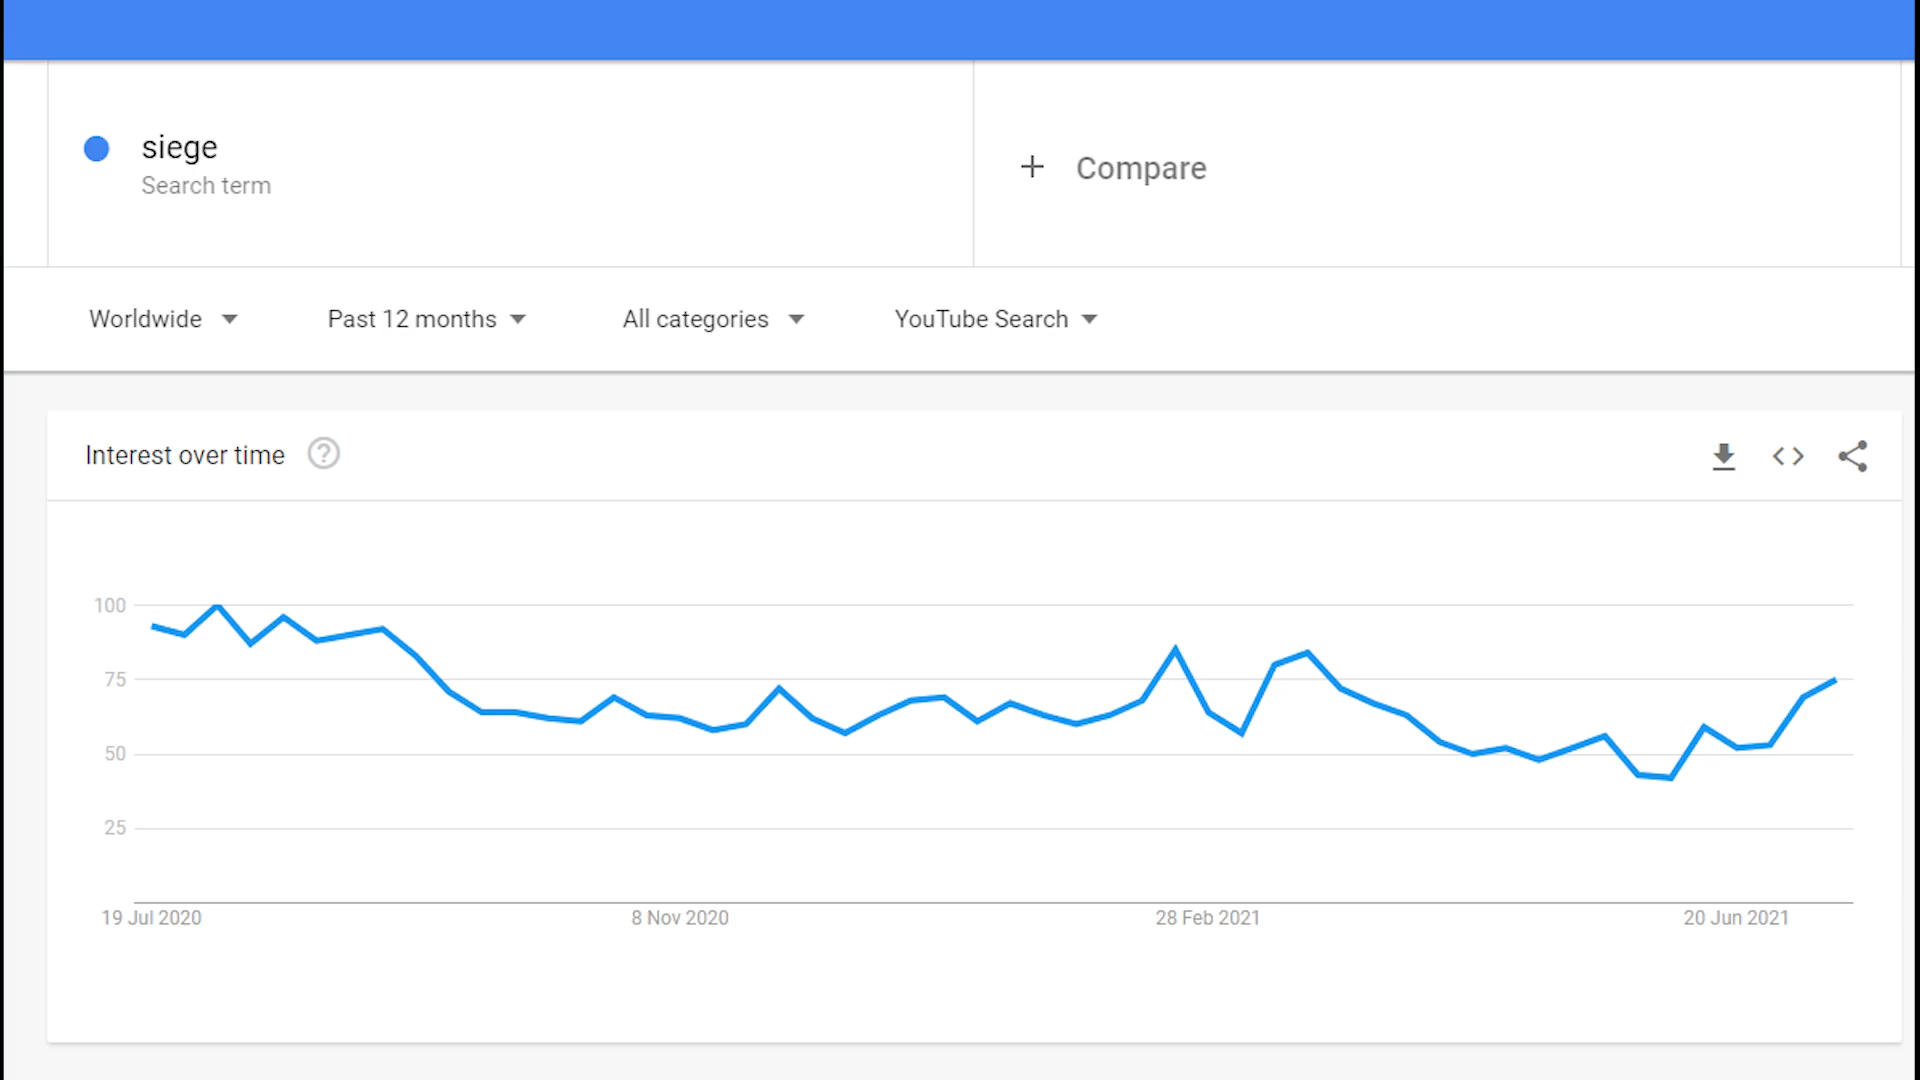 siege
Search term
+ Compare
Worldwide
Past 12 months
All categories
YouTube Search
Interest over time
?
100
75
50
25
19 Jul 2020
8 Nov 2020
28 Feb 2021
20 Jun 2021